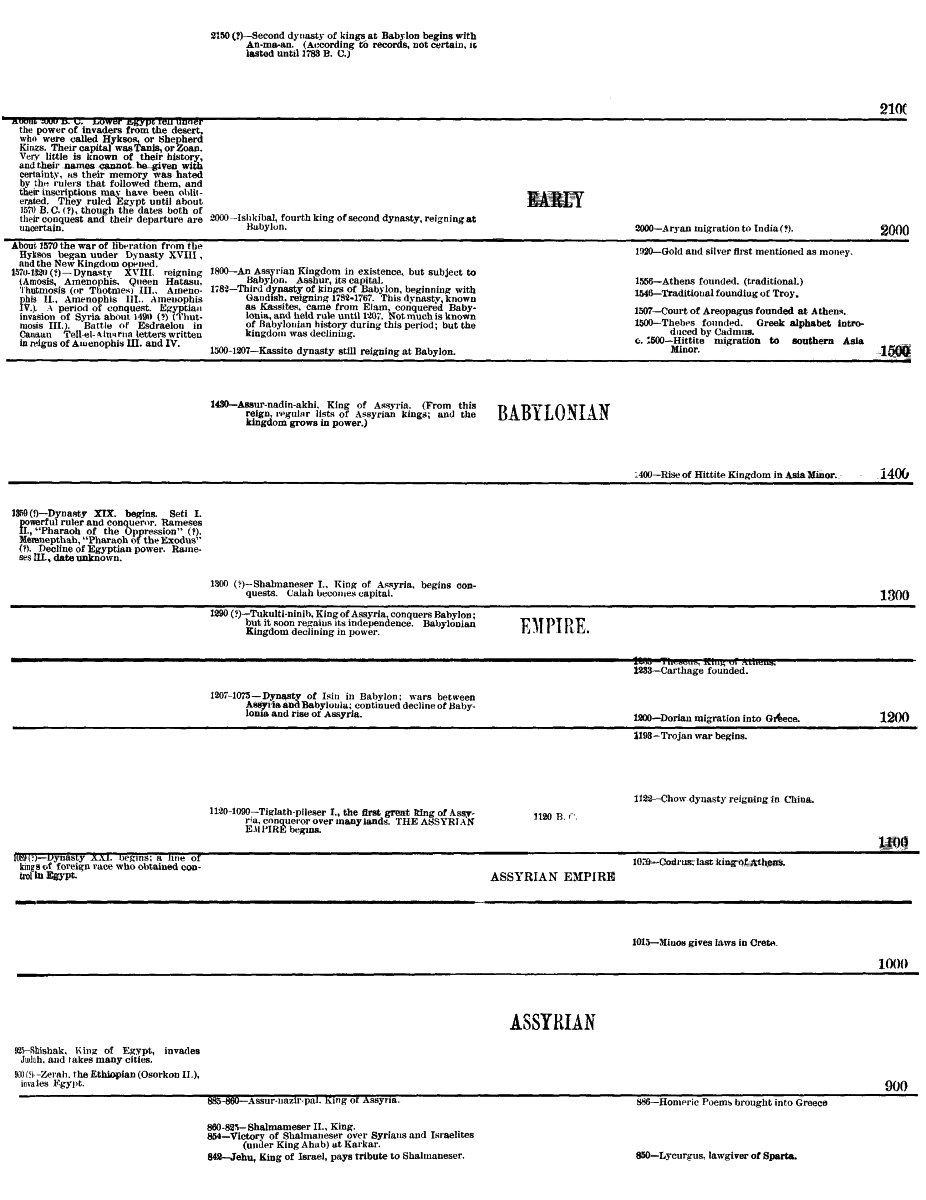 2150 (?)—Second dynasty of kings at Babylon begins with
An-ma-an. (According to records, not certain, it
lasted until 1783 B. C.)
2100
About 2000 B. C. Lower Egypt fell under
the power of invaders from the desert,
who were called Hyksos, or Shepherd
Kings. Their capital was Tanis, or Zoan.
Very little is known of their history,
and their names cannot be given with
certainty, as their memory was hated
by the rulers that followed them, and
their inscriptions may have been oblit-
erated. They ruled Egypt until about
1570 B. C. (?), though the dates both of
their conquest and their departure are
uncertain.
2000—Ishkibal, fourth king of second dynasty, reigning at
Babylon.
EARLY
2000—Aryan migration to India (?).
2000
About 1570 the war of liberation from the
Hyksos began under Dynasty XVIII,
and the New Kingdom opened.
1570-1320 (?)—Dynasty XVIII. reigning
(Amosis, Amenophis, Queen Hatasu,
Thutmosis (or Thotmes) III., Ameno-
phis II., Amenophis III., Amenophis
IV.) A period of conquest. Egyptian
invasion of Syria about 1490 (?) (Thut-
mosis III.). Battle of Esdraelon in
Canaan Tell-el-Amarna letters written
in reigns of Amenophis III. and IV.
1800—An Assyrian Kingdom in existence, but subject to
Babylon. Asshur, its capital.
1782—Third dynasty of kings of Babylon, beginning with
Gandish, reigning 1782-1767. This dynasty, known
as Kassites, came from Elam, conquered Baby-
lonia, and held rule until 1207. Not much is known
of Babylonian history during this period; but the
kingdom was declining.
1500-1207—Kassite dynasty still reigning at Babylon.
1920—Gold and silver first mentioned as money.
1556—Athens founded. (traditional.)
1546—Traditional founding of Troy.
1507—Court of Areopagus founded at Athens.
1500—Thebes founded. Greek alphabet intro-
duced by Cadmus.
c. 1500—Hittite migration to southern Asia
Minor.
1500
1430—Assur-nadin-akhi, King of Assyria. (From this
reign, regular lists of Assyrian kings; and the
kingdom grows in power.)
BABYLONIAN
1400—Rise of Hittite Kingdom in Asia Minor.
1400
1350 (?)—Dynasty XIX. begins. Seti I.
powerful ruler and conqueror. Rameses
II., "Pharaoh of the Oppression" (?).
Merenepthah, "Pharaoh of the Exodus"
(?). Decline of Egyptian power. Rame-
ses III., date unknown.
1300 (?)—Shalmaneser I., King of Assyria, begins con-
quests. Calah becomes capital.
1300
1290 (?)—Tukulti-ninib, King of Assyria, conquers Babylon;
but it soon regains its independence. Babylonian
Kingdom declining in power.
EMPIRE.
Theseus, King of Athens.
1233—Carthage founded.
1207-1075—Dynasty of Isin in Babylon; wars between
Assyria and Babylonia; continued decline of Baby-
lonia and rise of Assyria.
1200—Dorian migration into Greece.
1200
1193—Trojan war begins.
1122—Chow dynasty reigning in China.
1120-1090—Tiglath-pileser I., the first great king of Assy-
ria, conqueror over many lands. THE ASSYRIAN
EMPIRE begins.
1120 B. C.
1100
(?)—Dynasty XXI. begins; a line of
kings of foreign race who obtained con-
trol in Egypt.
1079—Codrus, last king of Athens.
ASSYRIAN EMPIRE
1015—Minos gives laws in Crete.
1000
ASSYRIAN
925—Shishak, King of Egypt, invades
Judah, and takes many cities.
900 (?)—Zerah, the Ethiopian (Osorkon II.),
invades Egypt.
900
885-860—Assur-nazir-pal, King of Assyria.
886—Homeric Poems brought into Greece
860-825—Shalmameser II., King.
854—Victory of Shalmaneser over Syrians and Israelites
(under King Ahab) at Karkar.
842—Jehu, King of Israel, pays tribute to Shalmaneser.
850—Lycurgus, lawgiver of Sparta.